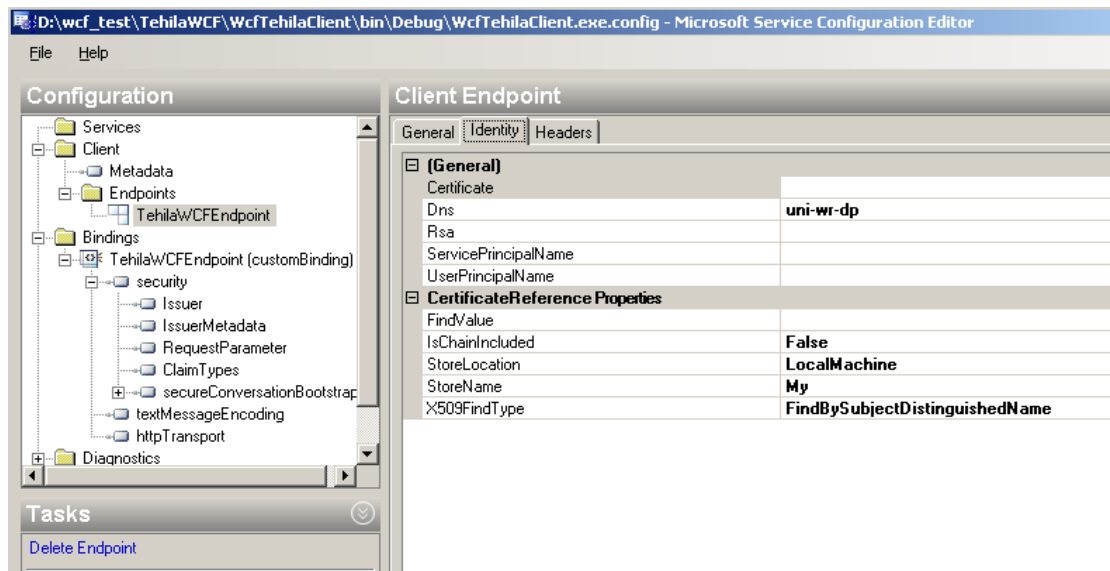 D:\wcf_test\TehilaWCF\WcfTehilaClient\bin\Debug\WcfTehilaClient.exe.config - Microsoft Service Configuration Editor
File Help
Configuration
Services
Client
Metadata
Endpoints
TehilaWCFEndpoint
Bindings
TehilaWCFEndpoint (customBinding)
security
Issuer
IssuerMetadata
RequestParameter
ClaimTypes
secureConversationBootstrap
textMessageEncoding
httpTransport
Diagnostics
Tasks
Delete Endpoint
Client Endpoint
General Identity Headers
(General)
Certificate
Dns uni-wr-dp
Rsa
ServicePrincipalName
UserPrincipalName
CertificateReference Properties
FindValue
IsChainIncluded False
StoreLocation LocalMachine
StoreName My
X509FindType FindBySubjectDistinguishedName